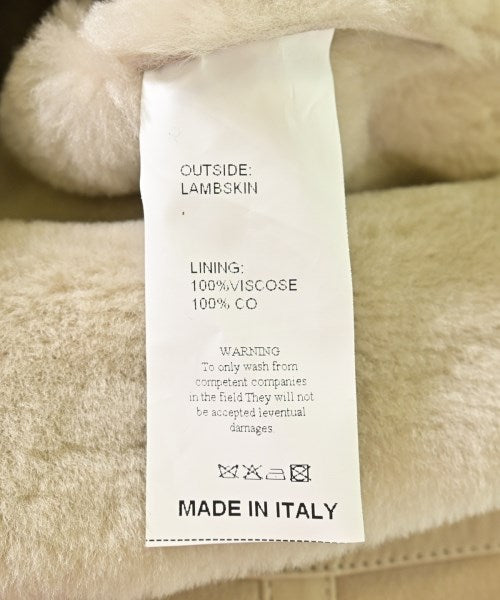 OUTSIDE:
LAMBSKIN
LINING:
100%VISCOSE
100% CO
WARNING
To only wash from
competent companies
in the field They will not
be accepted leventual
damages.
MADE IN ITALY